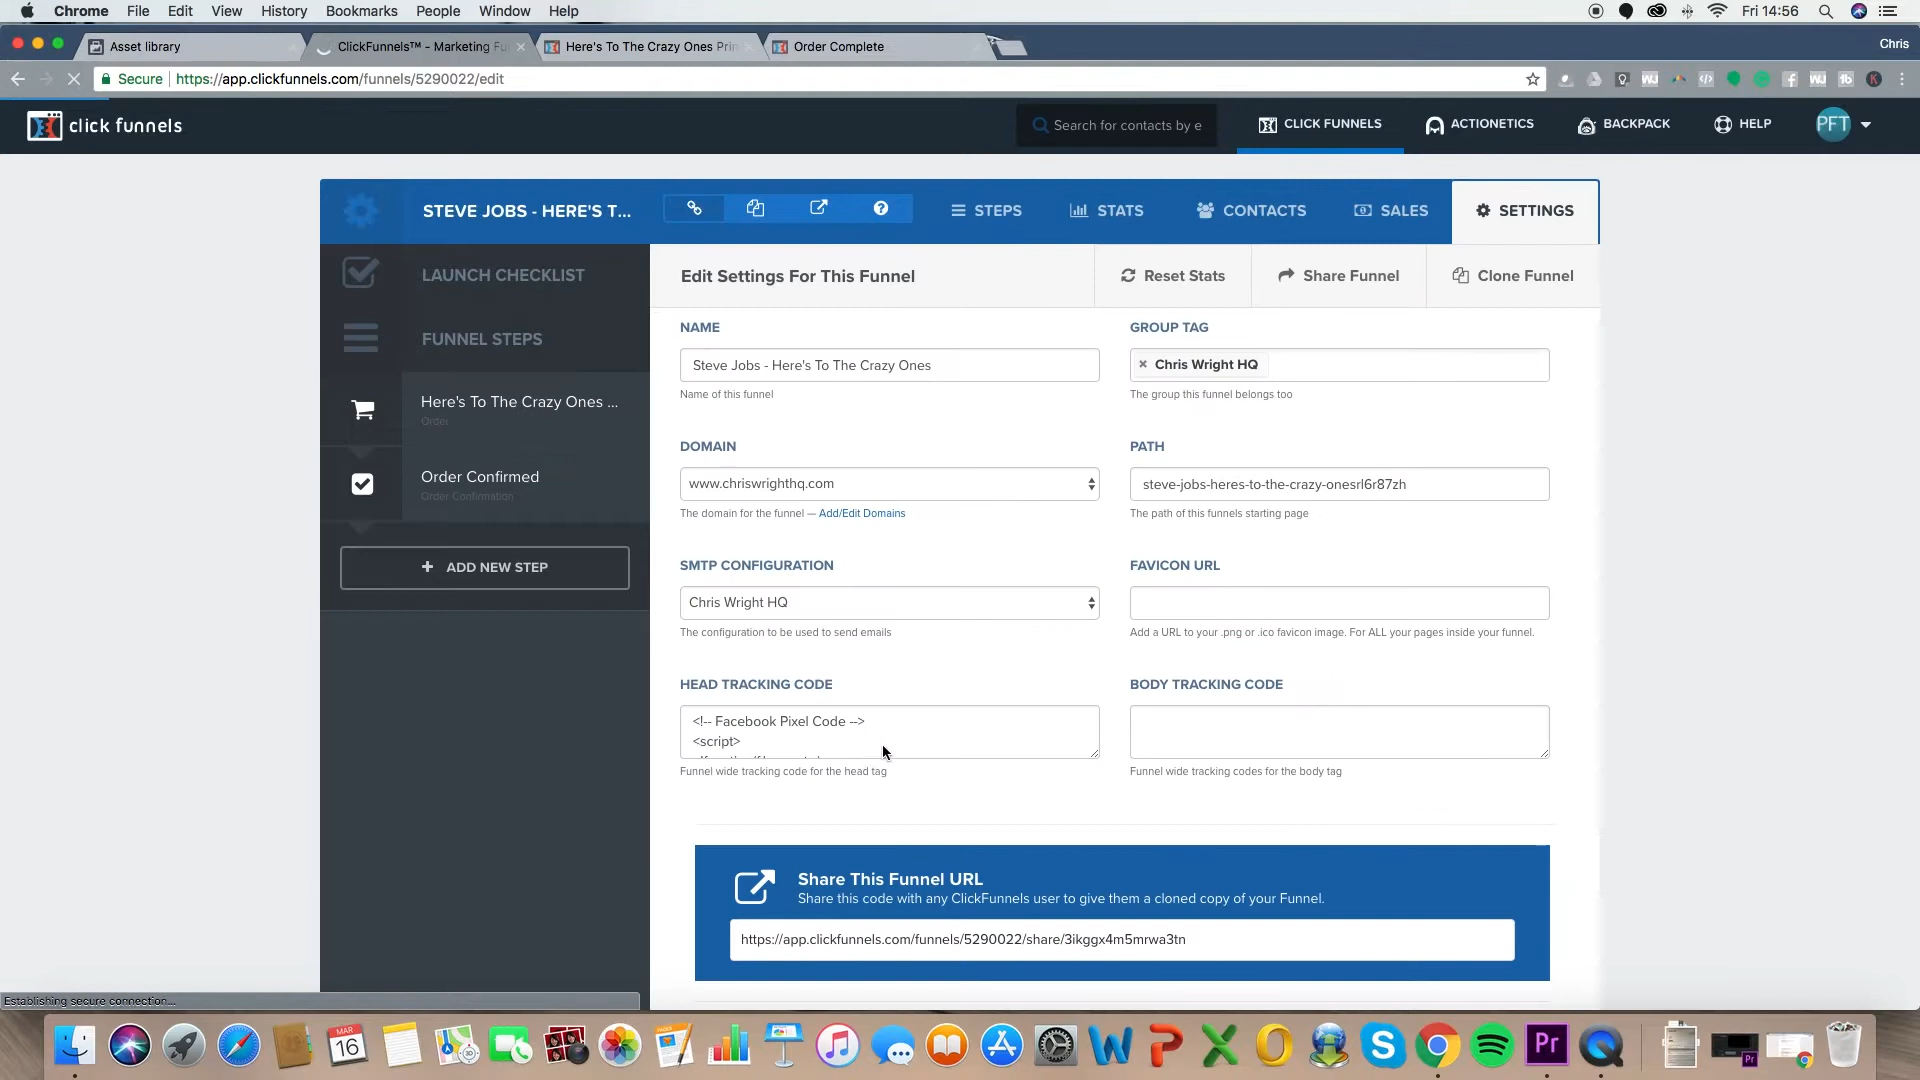 Chrome File Edit View History Bookmarks People Window Help Fri 14:56
Asset library ClickFunnels™ - Marketing Fu Here's To The Crazy Ones Prin Order Complete Chris
Secure https://app.clickfunnels.com/funnels/5290022/edit
click funnels Search for contacts by e CLICK FUNNELS ACTIONETICS BACKPACK HELP PFT
STEVE JOBS - HERE'S T... STEPS STATS CONTACTS SALES SETTINGS
LAUNCH CHECKLIST
FUNNEL STEPS
Here's To The Crazy Ones ...
Order
Order Confirmed
Order Confirmation
+ ADD NEW STEP
Edit Settings For This Funnel Reset Stats Share Funnel Clone Funnel
NAME GROUP TAG
Steve Jobs - Here's To The Crazy Ones × Chris Wright HQ
Name of this funnel The group this funnel belongs too
DOMAIN PATH
www.chriswrighthq.com steve-jobs-heres-to-the-crazy-onesrl6r87zh
The domain for the funnel — Add/Edit Domains The path of this funnels starting page
SMTP CONFIGURATION FAVICON URL
Chris Wright HQ
The configuration to be used to send emails Add a URL to your .png or .ico favicon image. For ALL your pages inside your funnel.
HEAD TRACKING CODE BODY TRACKING CODE
<!-- Facebook Pixel Code -->
<script>
Funnel wide tracking code for the head tag Funnel wide tracking codes for the body tag
Share This Funnel URL
Share this code with any ClickFunnels user to give them a cloned copy of your Funnel.
https://app.clickfunnels.com/funnels/5290022/share/3ikggx4m5mrwa3tn
Establishing secure connection...
MAR
16